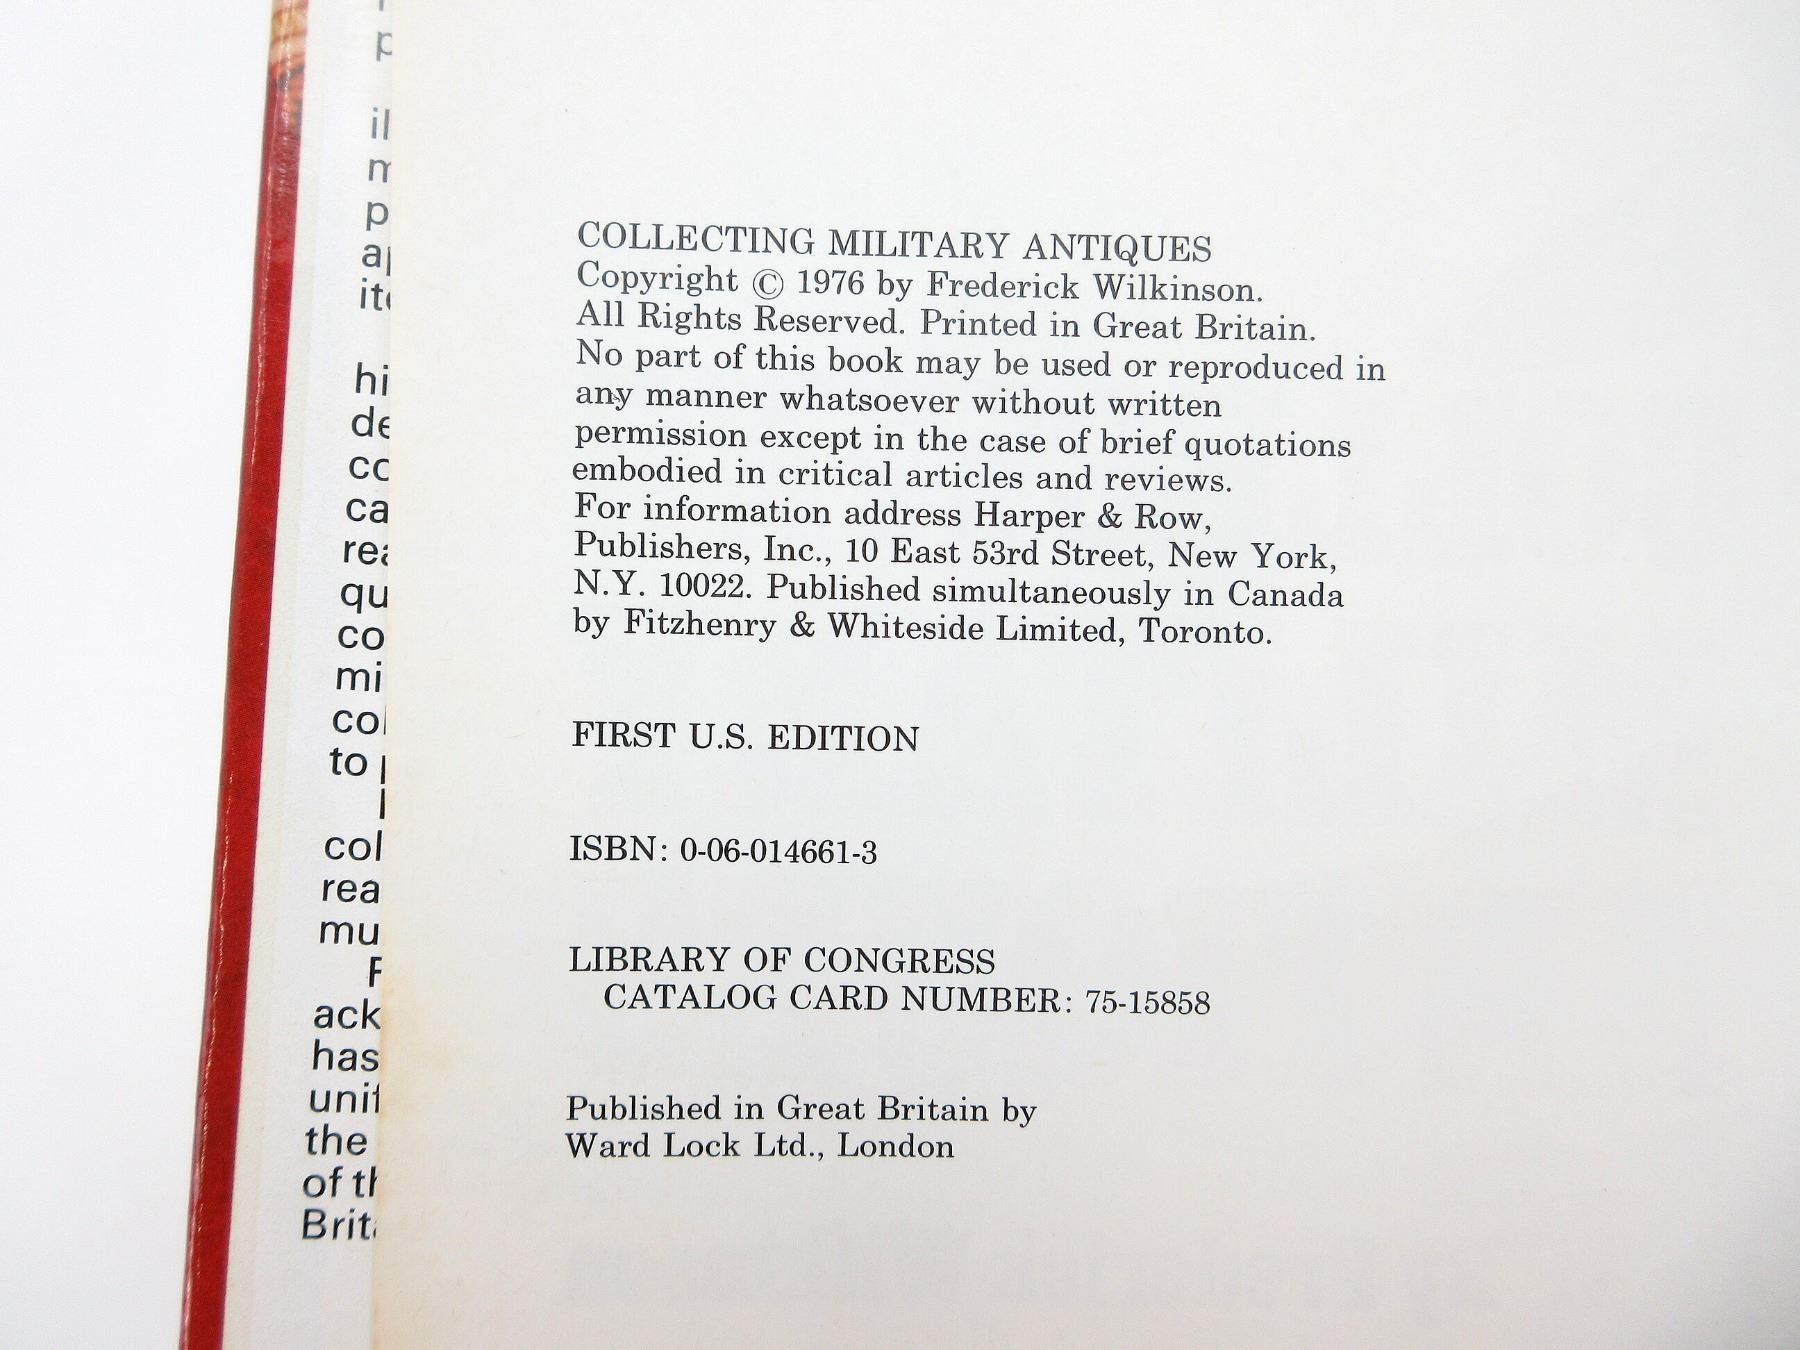 COLLECTING MILITARY ANTIQUES
Copyright © 1976 by Frederick Wilkinson.
All Rights Reserved. Printed in Great Britain.
No part of this book may be used or reproduced in
any manner whatsoever without written
permission except in the case of brief quotations
embodied in critical articles and reviews.
For information address Harper & Row,
Publishers, Inc., 10 East 53rd Street, New York,
N.Y. 10022. Published simultaneously in Canada
by Fitzhenry & Whiteside Limited, Toronto.
FIRST U.S. EDITION
ISBN: 0-06-014661-3
LIBRARY OF CONGRESS
CATALOG CARD NUMBER: 75-15858
Published in Great Britain by
Ward Lock Ltd., London